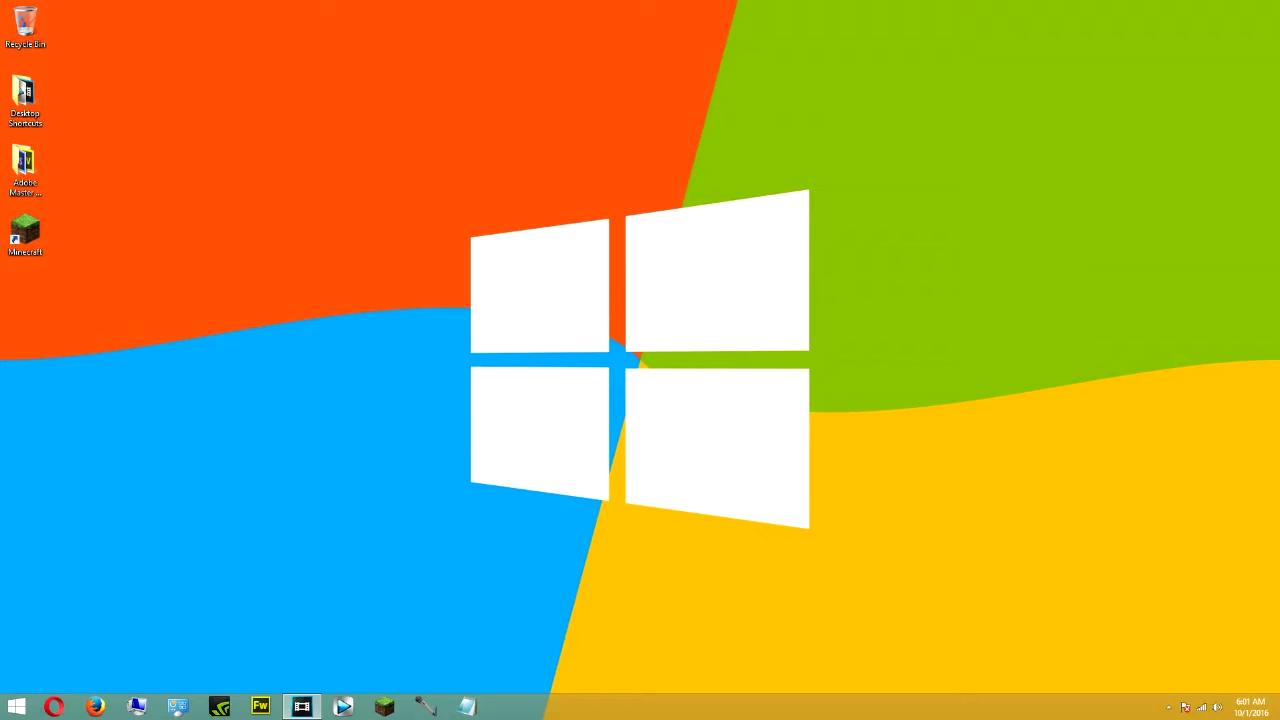 Recycle Bin
Desktop
Shortcuts
Adobe
Master ...
Minecraft
Fw
6:01 AM
10/1/2016